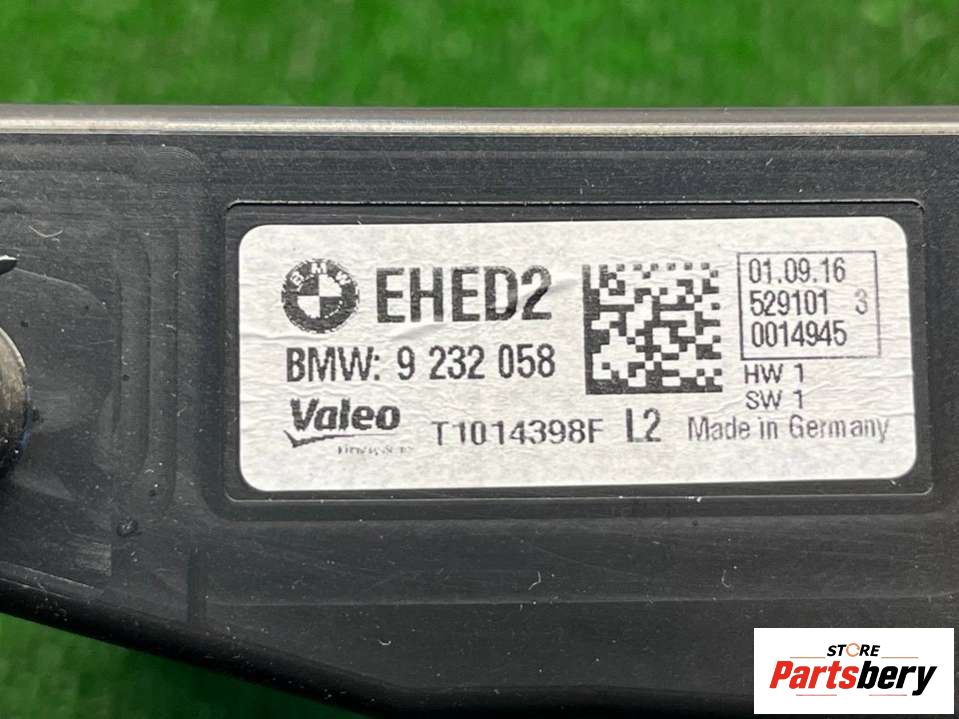 BMW
EHED2
BMW: 9 232 058
Valeo
T1014398F L2 Made in Germany
01.09.16
529101 3
0014945
HW 1
SW 1
STORE
Partsbery